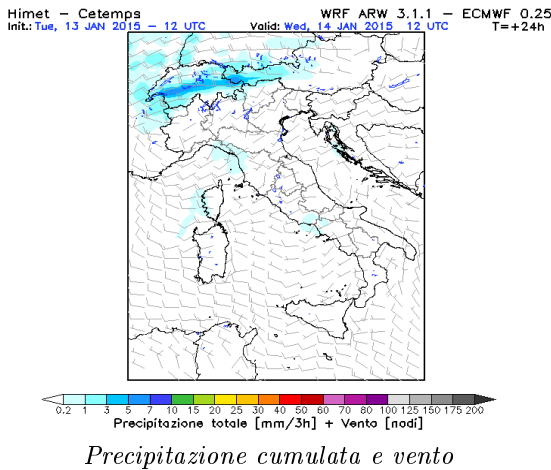 Himet – Cetemps WRF ARW 3.1.1 – ECMWF 0.25
Init.: Tue, 13 JAN 2015 – 12 UTC Valid: Wed, 14 JAN 2015 12 UTC T=+24h
0.2 1 3 5 7 10 15 20 25 30 40 50 60 70 80 100 125 150 175 200
Precipitazione totale [mm/3h] + Vento [nodi]
Precipitazione cumulata e vento